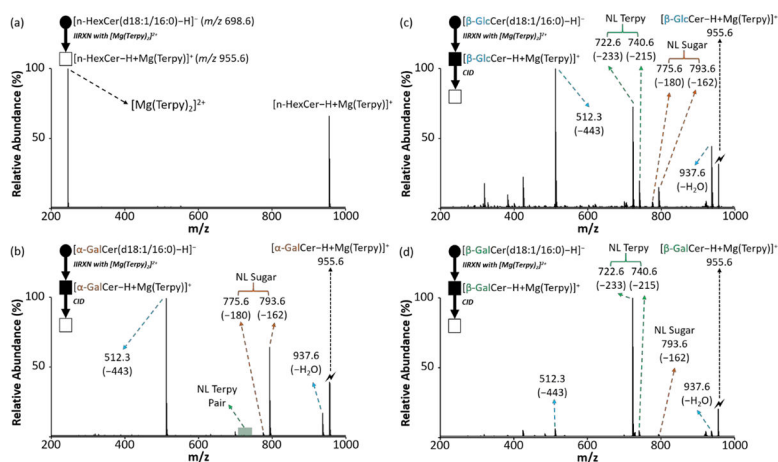 (a)
[n-HexCer(d18:1/16:0)−H]⁻ (m/z 698.6)
IIRXN with [Mg(Terpy)₂]²⁺
[n-HexCer−H+Mg(Terpy)]⁺ (m/z 955.6)
[Mg(Terpy)₂]²⁺
[n-HexCer−H+Mg(Terpy)]⁺
Relative Abundance (%)
100
50
200 400 600 800 1000
m/z
(b)
[α-GalCer(d18:1/16:0)−H]⁻
IIRXN with [Mg(Terpy)₂]²⁺
[α-GalCer−H+Mg(Terpy)]⁺
CID
[α-GalCer−H+Mg(Terpy)]⁺
955.6
NL Sugar
775.6 793.6
(−180) (−162)
937.6
(−H₂O)
512.3
(−443)
NL Terpy
Pair
Relative Abundance (%)
100
50
200 400 600 800 1000
m/z
(c)
[β-GlcCer(d18:1/16:0)−H]⁻
IIRXN with [Mg(Terpy)₂]²⁺
[β-GlcCer−H+Mg(Terpy)]⁺
CID
NL Terpy
722.6 740.6
(−233) (−215)
[β-GlcCer−H+Mg(Terpy)]⁺
955.6
NL Sugar
775.6 793.6
(−180) (−162)
512.3
(−443)
937.6
(−H₂O)
Relative Abundance (%)
100
50
200 400 600 800 1000
m/z
(d)
[β-GalCer(d18:1/16:0)−H]⁻
IIRXN with [Mg(Terpy)₂]²⁺
[β-GalCer−H+Mg(Terpy)]⁺
CID
NL Terpy
722.6 740.6
(−233) (−215)
[β-GalCer−H+Mg(Terpy)]⁺
955.6
NL Sugar
793.6
(−162)
512.3
(−443)
937.6
(−H₂O)
Relative Abundance (%)
100
50
200 400 600 800 1000
m/z